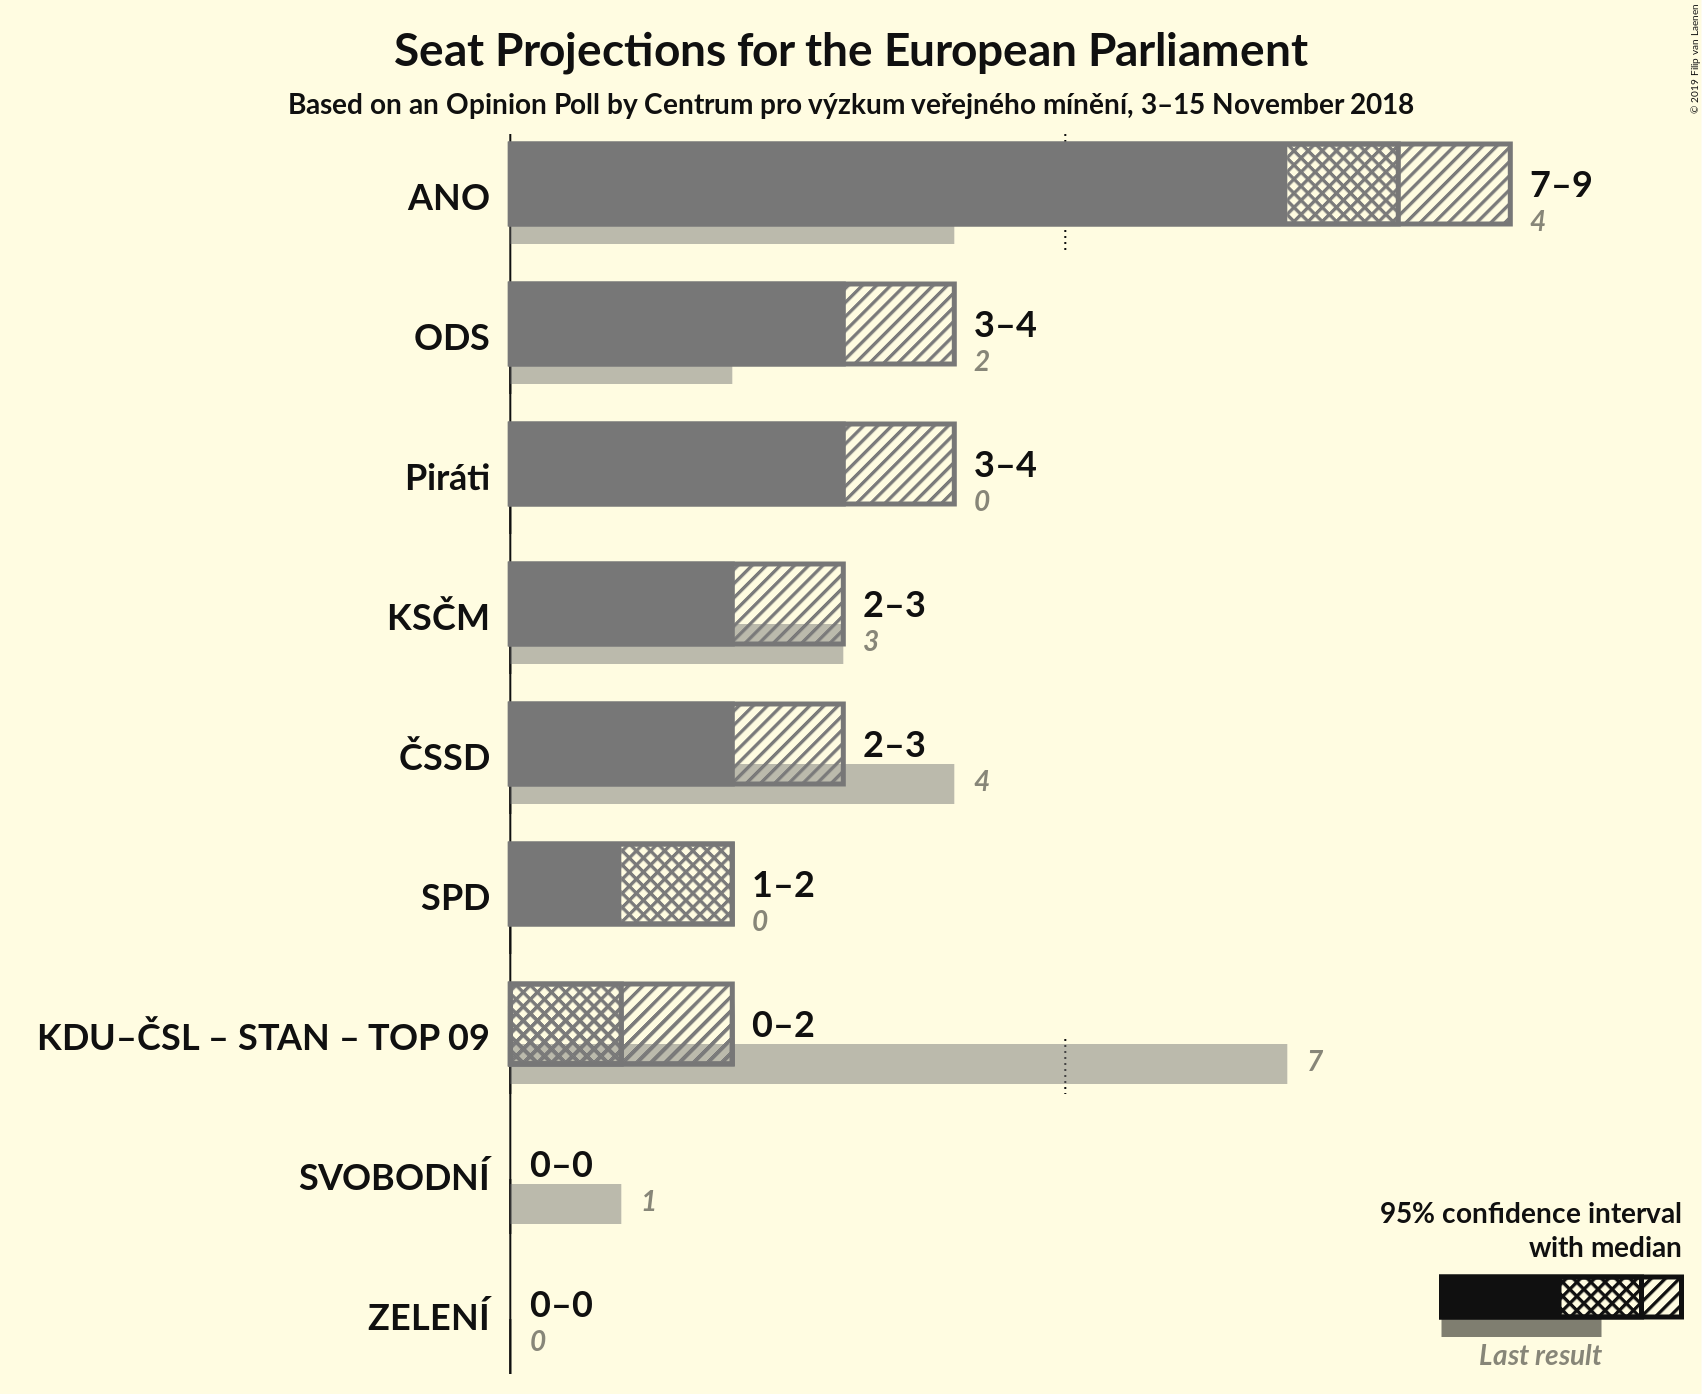 Seat Projections for the European Parliament
Based on an Opinion Poll by Centrum pro výzkum veřejného mínění, 3–15 November 2018
© 2019 Filip van Laenen
ANO
7–9
4
ODS
3–4
2
Piráti
3–4
0
KSČM
2–3
3
ČSSD
2–3
4
SPD
1–2
0
KDU–ČSL – STAN – TOP 09
0–2
7
SVOBODNÍ
0–0
1
ZELENÍ
0–0
0
95% confidence interval
with median
Last result